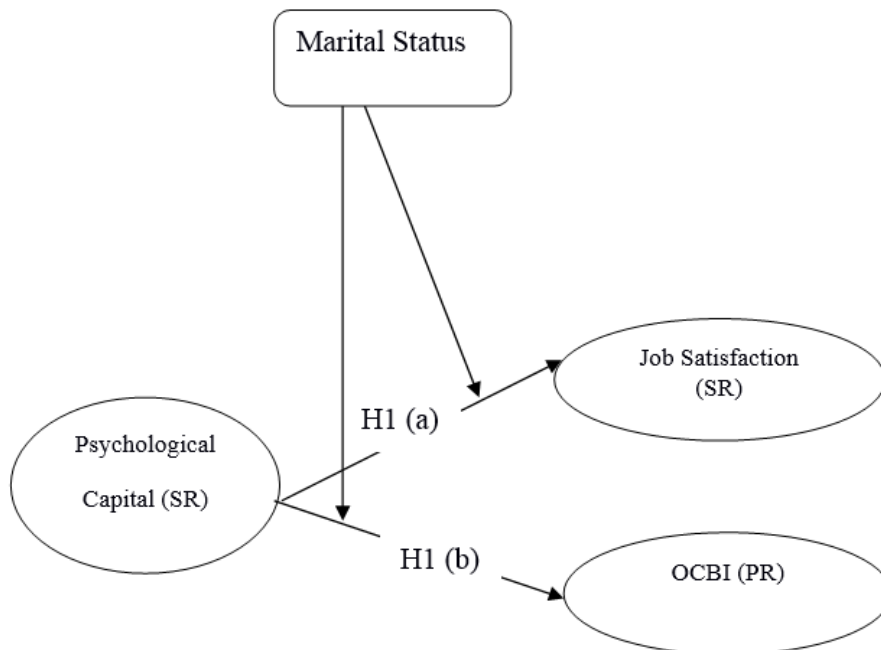 Marital Status
Job Satisfaction
(SR)
H1 (a)
Psychological
Capital (SR)
H1 (b)
OCBI (PR)